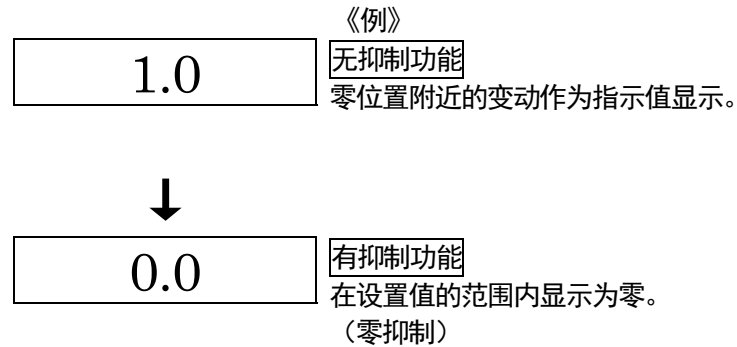 《例》
无抑制功能
1.0
零位置附近的变动作为指示值显示。
有抑制功能
0.0
在设置值的范围内显示为零。
（零抑制）